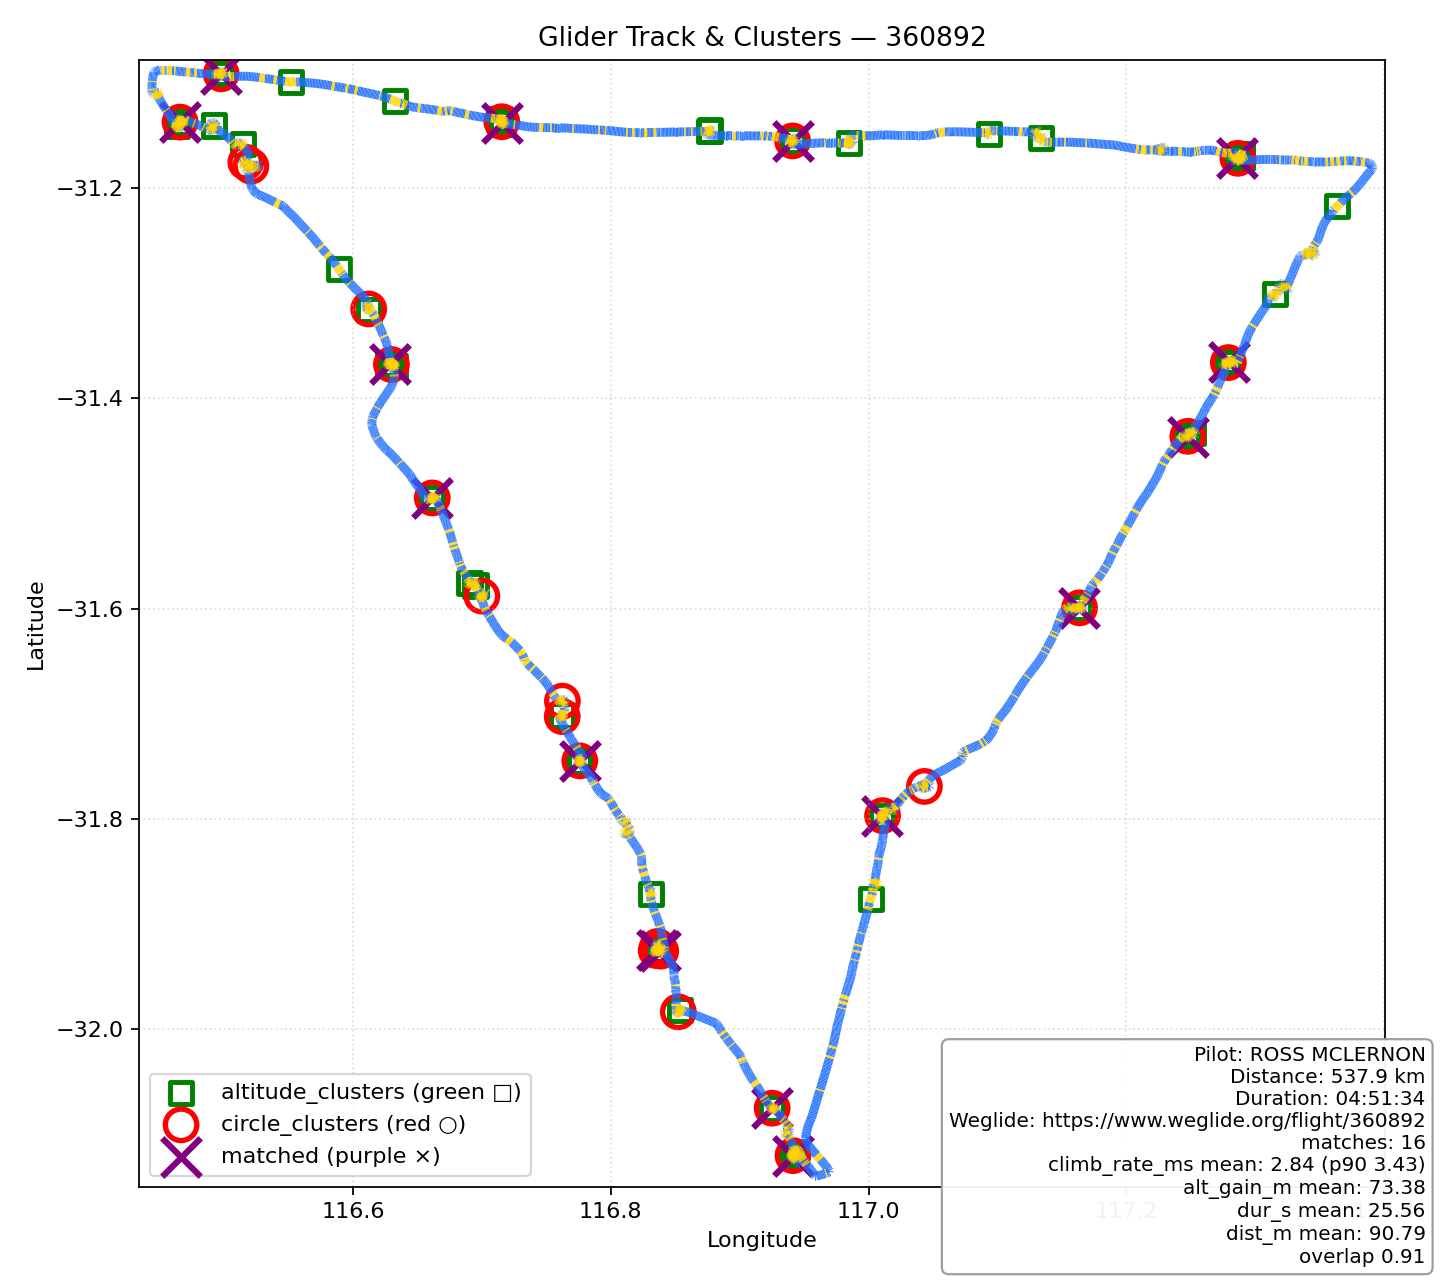 Glider Track & Clusters — 360892
−31.2
−31.4
−31.6
−31.8
−32.0
Latitude
116.6
116.8
117.0
117.2
Longitude
altitude_clusters (green □)
circle_clusters (red ○)
matched (purple ×)
Pilot: ROSS MCLERNON
Distance: 537.9 km
Duration: 04:51:34
Weglide: https://www.weglide.org/flight/360892
matches: 16
climb_rate_ms mean: 2.84 (p90 3.43)
alt_gain_m mean: 73.38
dur_s mean: 25.56
dist_m mean: 90.79
overlap 0.91